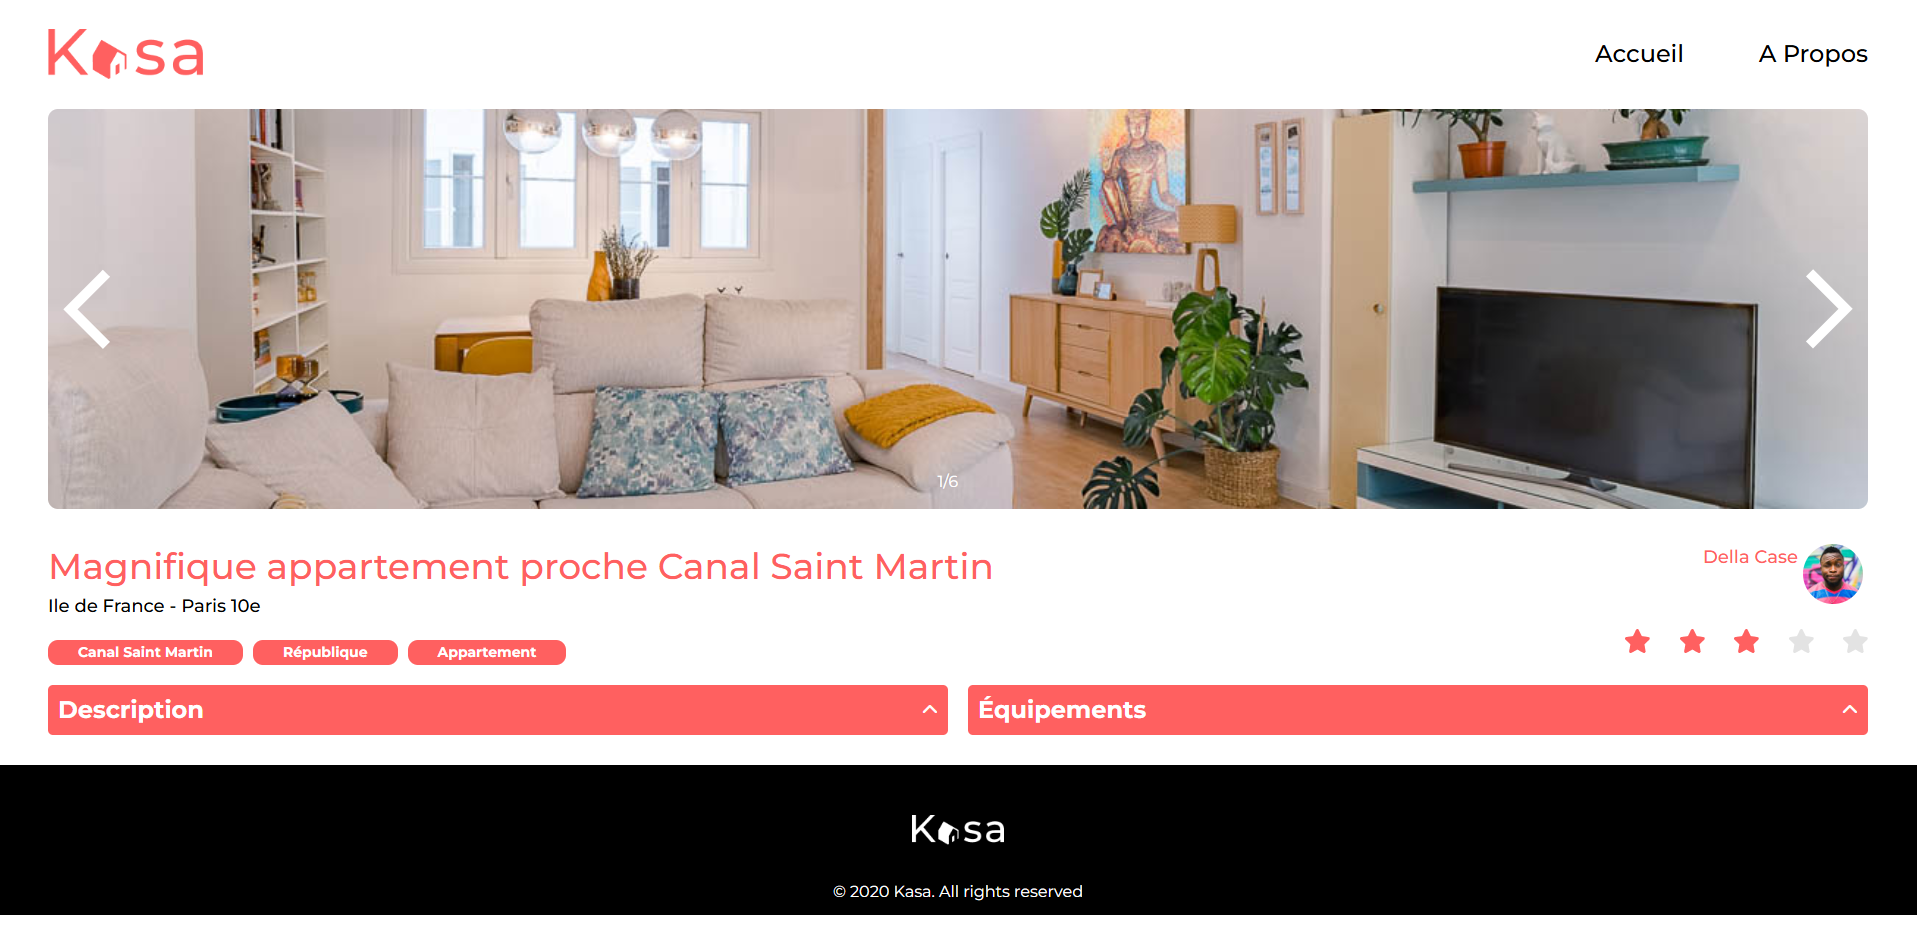 Kasa
Accueil
A Propos
1/6
Magnifique appartement proche Canal Saint Martin
Ile de France - Paris 10e
Della Case
Canal Saint Martin
République
Appartement
Description
Équipements
Kasa
© 2020 Kasa. All rights reserved